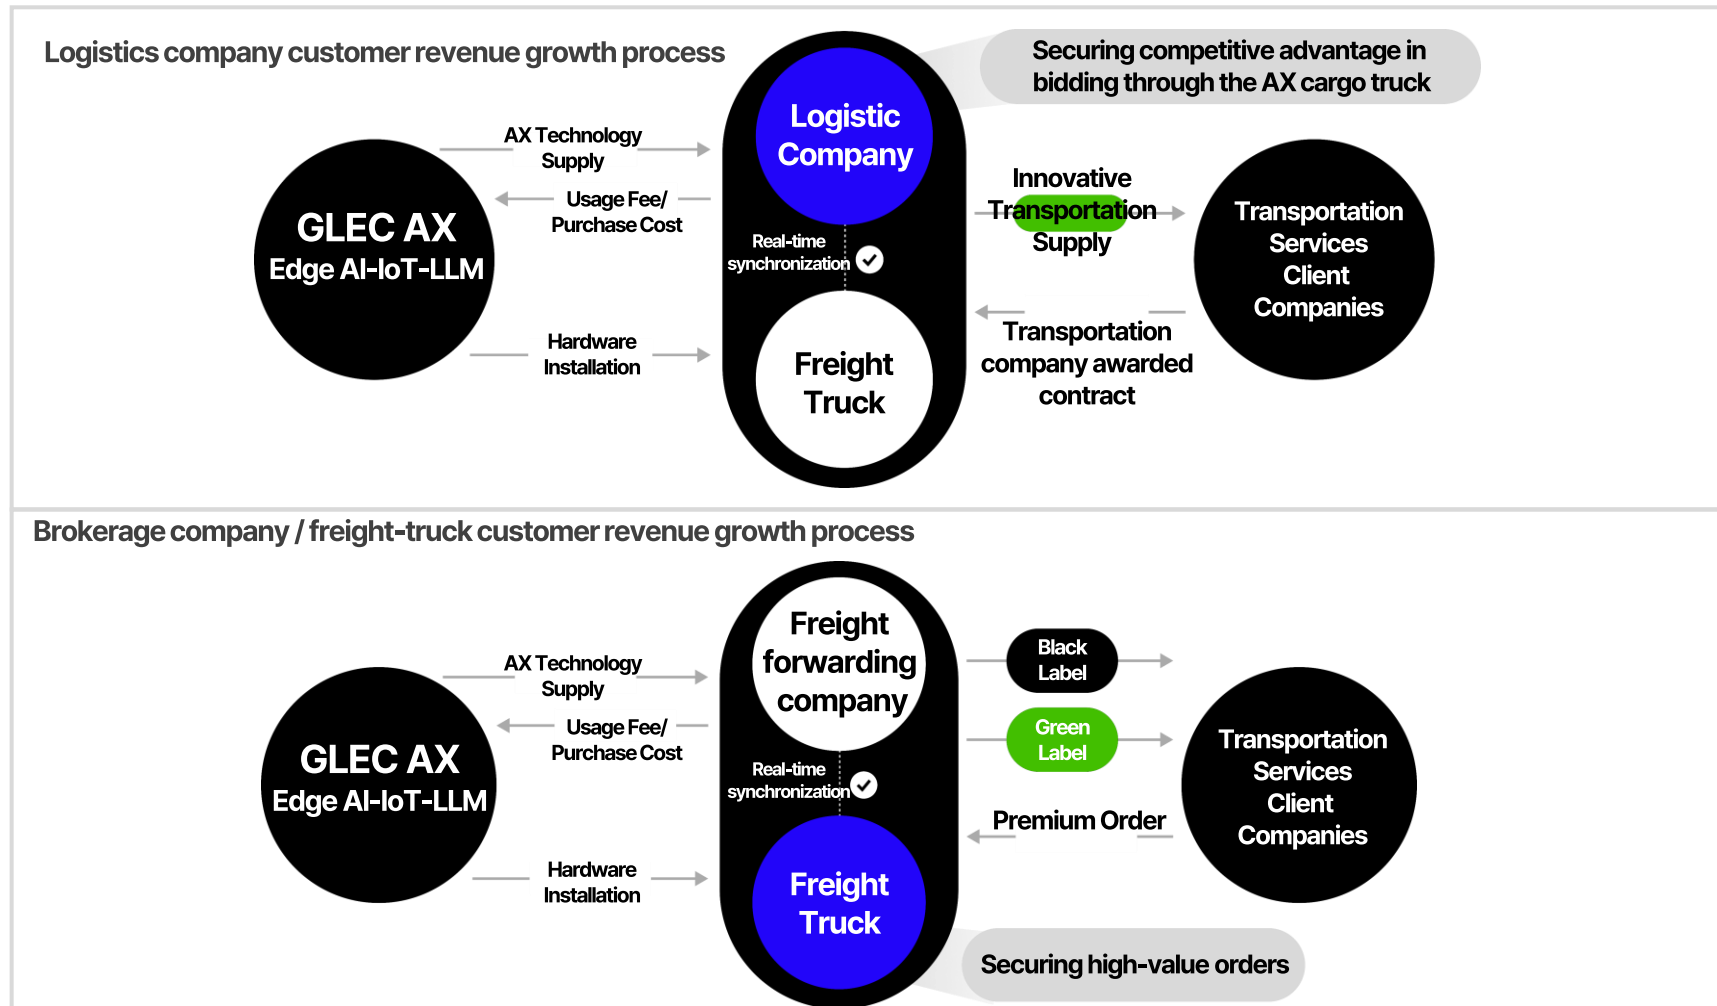 Logistics company customer revenue growth process
Securing competitive advantage in
bidding through the AX cargo truck
GLEC AX
Edge AI-IoT-LLM
AX Technology
Supply
Usage Fee/
Purchase Cost
Hardware
Installation
Logistic
Company
Real-time
synchronization
Freight
Truck
Innovative
Transportation
Supply
Transportation
company awarded
contract
Transportation
Services
Client
Companies
Brokerage company / freight-truck customer revenue growth process
GLEC AX
Edge AI-IoT-LLM
AX Technology
Supply
Usage Fee/
Purchase Cost
Hardware
Installation
Freight
forwarding
company
Real-time
synchronization
Freight
Truck
Black
Label
Green
Label
Premium Order
Transportation
Services
Client
Companies
Securing high-value orders